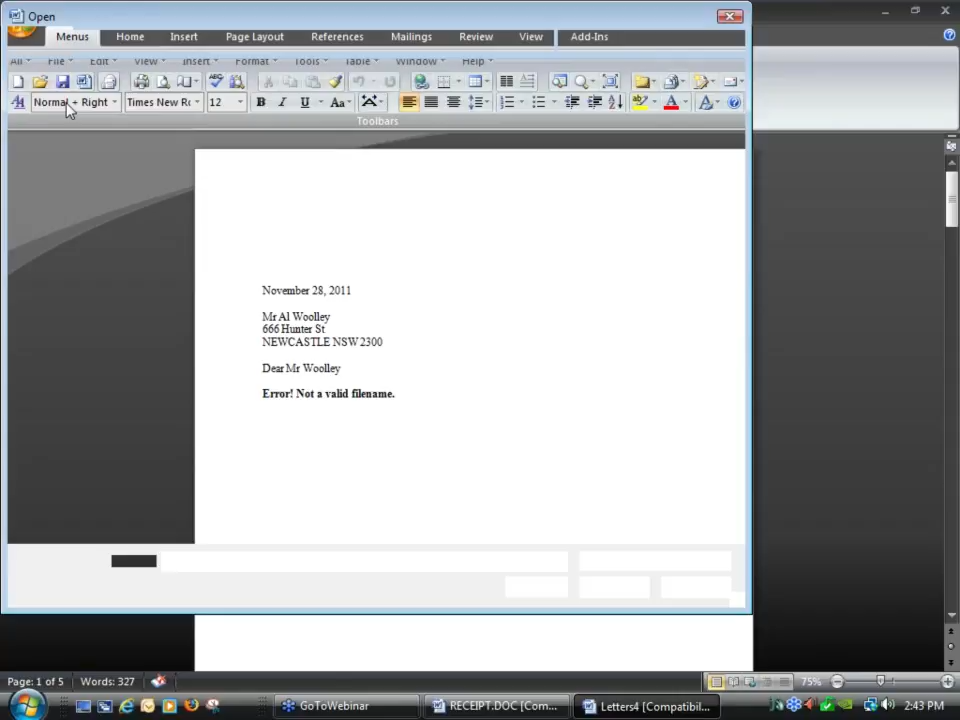 Open
Menus Home Insert Page Layout References Mailings Review View Add-Ins
All File Edit View Insert Format Tools Table Window Help
Normal + Right Times New Ro 12 B I U Aa
Toolbars
November 28, 2011
Mr Al Woolley
666 Hunter St
NEWCASTLE NSW 2300
Dear Mr Woolley
Error! Not a valid filename.
Page: 1 of 5 Words: 327 75%
GoToWebinar RECEIPT.DOC [Com... Letters4 [Compatibil... 2:43 PM